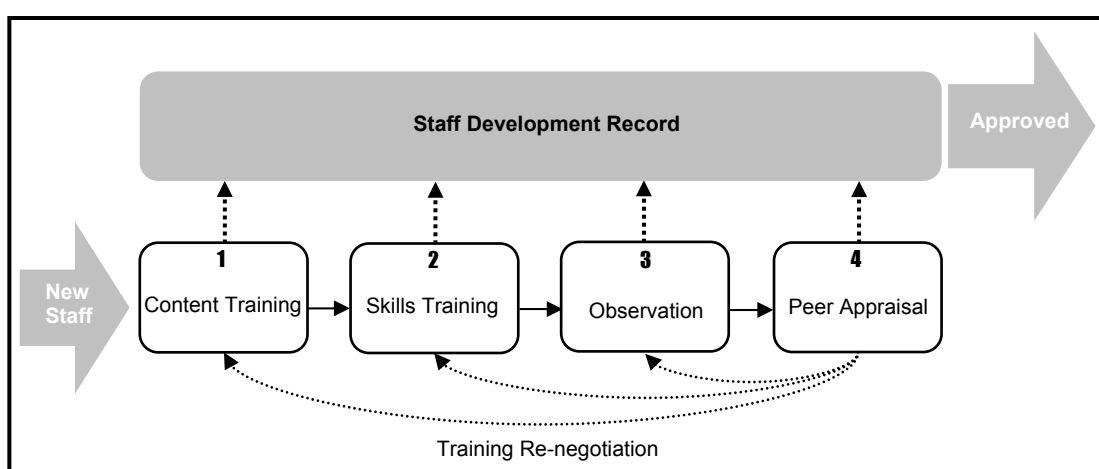 Staff Development Record
Approved
1
2
3
4
New
Staff
Content Training
Skills Training
Observation
Peer Appraisal
Training Re-negotiation